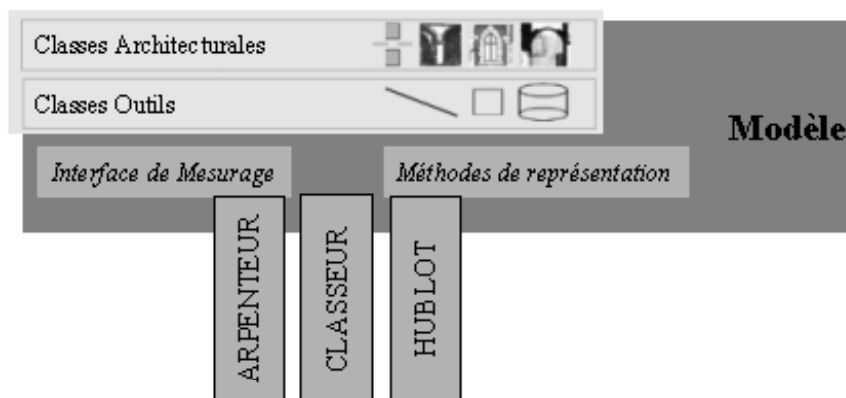 Classes Architecturales
Classes Outils
Modèle
Interface de Mesurage
Méthodes de représentation
ARPENTEUR
CLASSEUR
HUBLOT